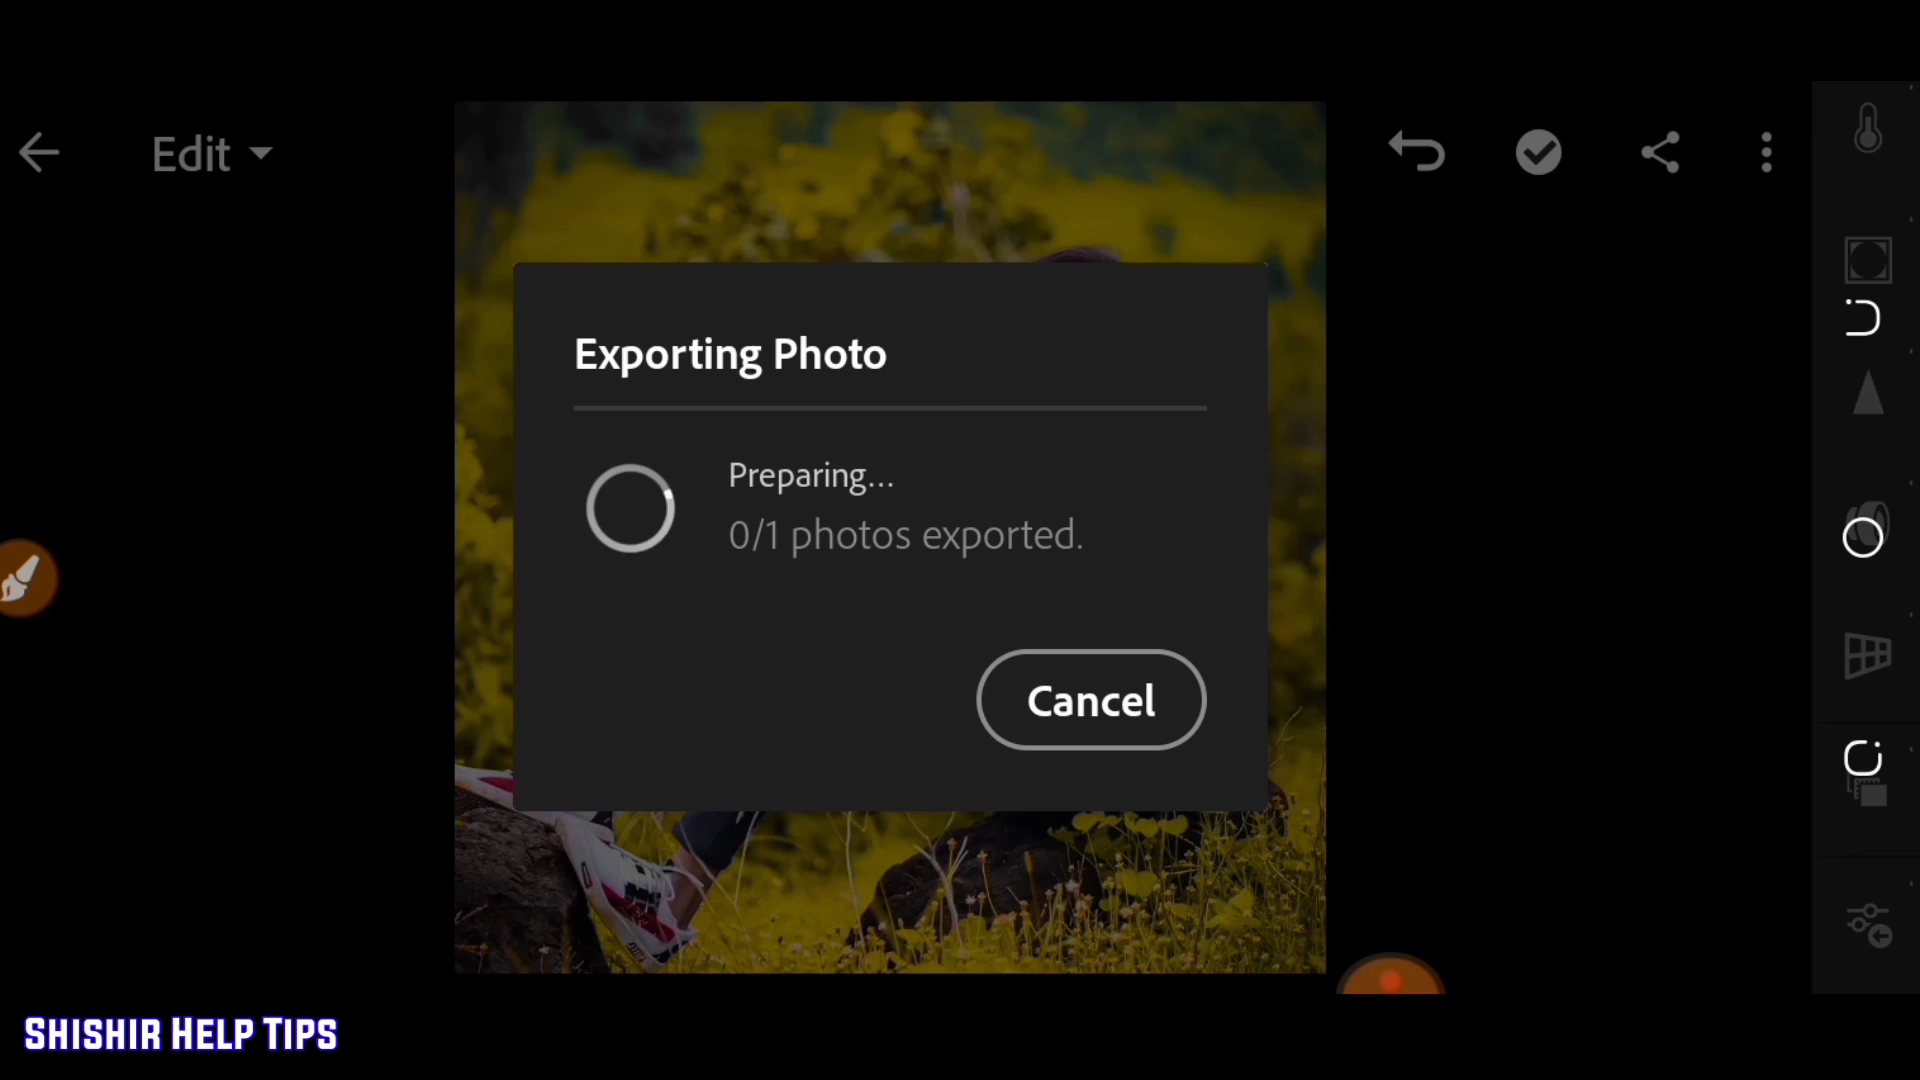 Edit
Exporting Photo
Preparing...
0/1 photos exported.
Cancel
SHISHIR HELP TIPS